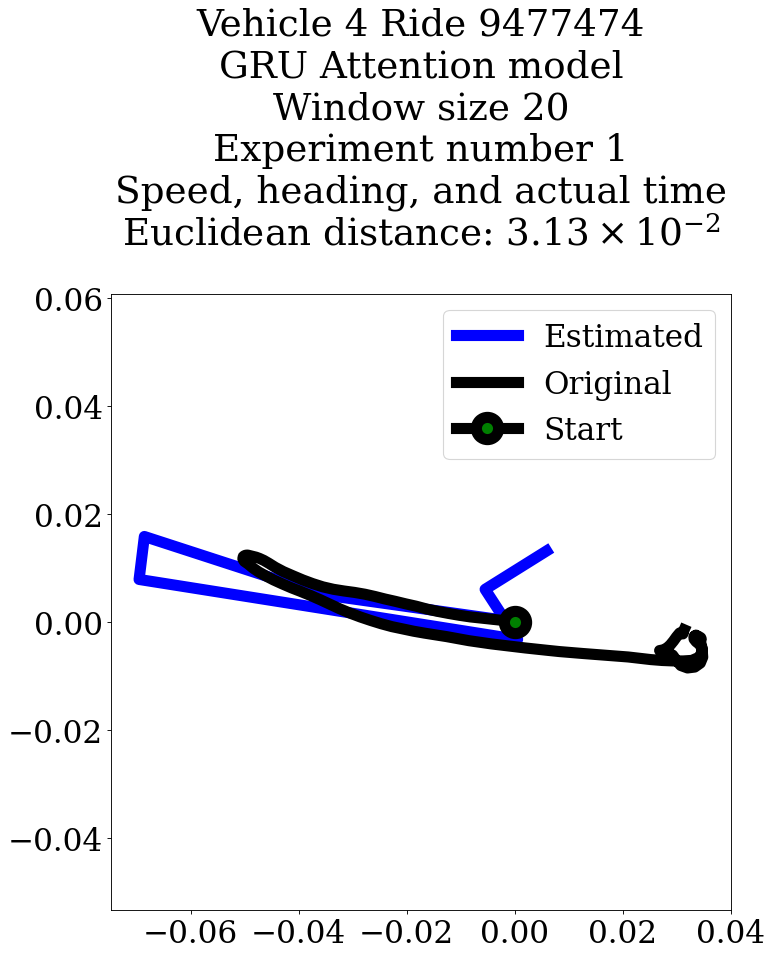 Vehicle 4 Ride 9477474
GRU Attention model
Window size 20
Experiment number 1
Speed, heading, and actual time
Euclidean distance: 3.13 × 10⁻²
Estimated
Original
Start
0.06
0.04
0.02
0.00
−0.02
−0.04
−0.06 −0.04 −0.02 0.00 0.02 0.04